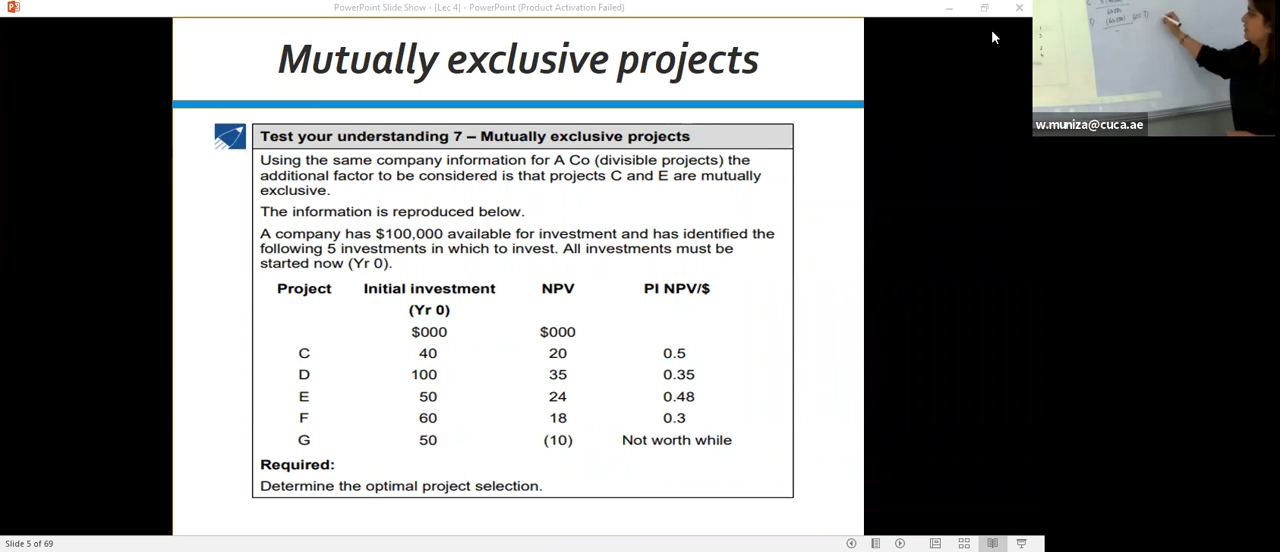 PowerPoint Slide Show - [Lec 4] - PowerPoint (Product Activation Failed)
Mutually exclusive projects
w.muniza@cuca.ae
Test your understanding 7 – Mutually exclusive projects
Using the same company information for A Co (divisible projects) the
additional factor to be considered is that projects C and E are mutually
exclusive.
The information is reproduced below.
A company has $100,000 available for investment and has identified the
following 5 investments in which to invest. All investments must be
started now (Yr 0).
Project Initial investment NPV PI NPV/$
(Yr 0)
$000 $000
C 40 20 0.5
D 100 35 0.35
E 50 24 0.48
F 60 18 0.3
G 50 (10) Not worth while
Required:
Determine the optimal project selection.
Slide 5 of 69